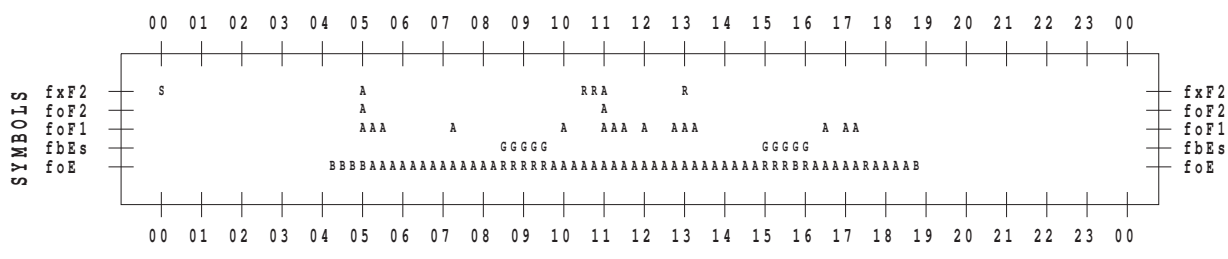 00 01 02 03 04 05 06 07 08 09 10 11 12 13 14 15 16 17 18 19 20 21 22 23 00
SYMBOLS
fxF2 S A RRA R fxF2
foF2 A A foF2
foF1 AAA A A AAA A AAA A AA foF1
fbEs GGGGG GGGGG fbEs
foE BBBBAAAAAAAAAAAAARRRRRAAAAAAAAAAAAAAAAAAAAARRRBRAAAAARAAAAB foE
00 01 02 03 04 05 06 07 08 09 10 11 12 13 14 15 16 17 18 19 20 21 22 23 00